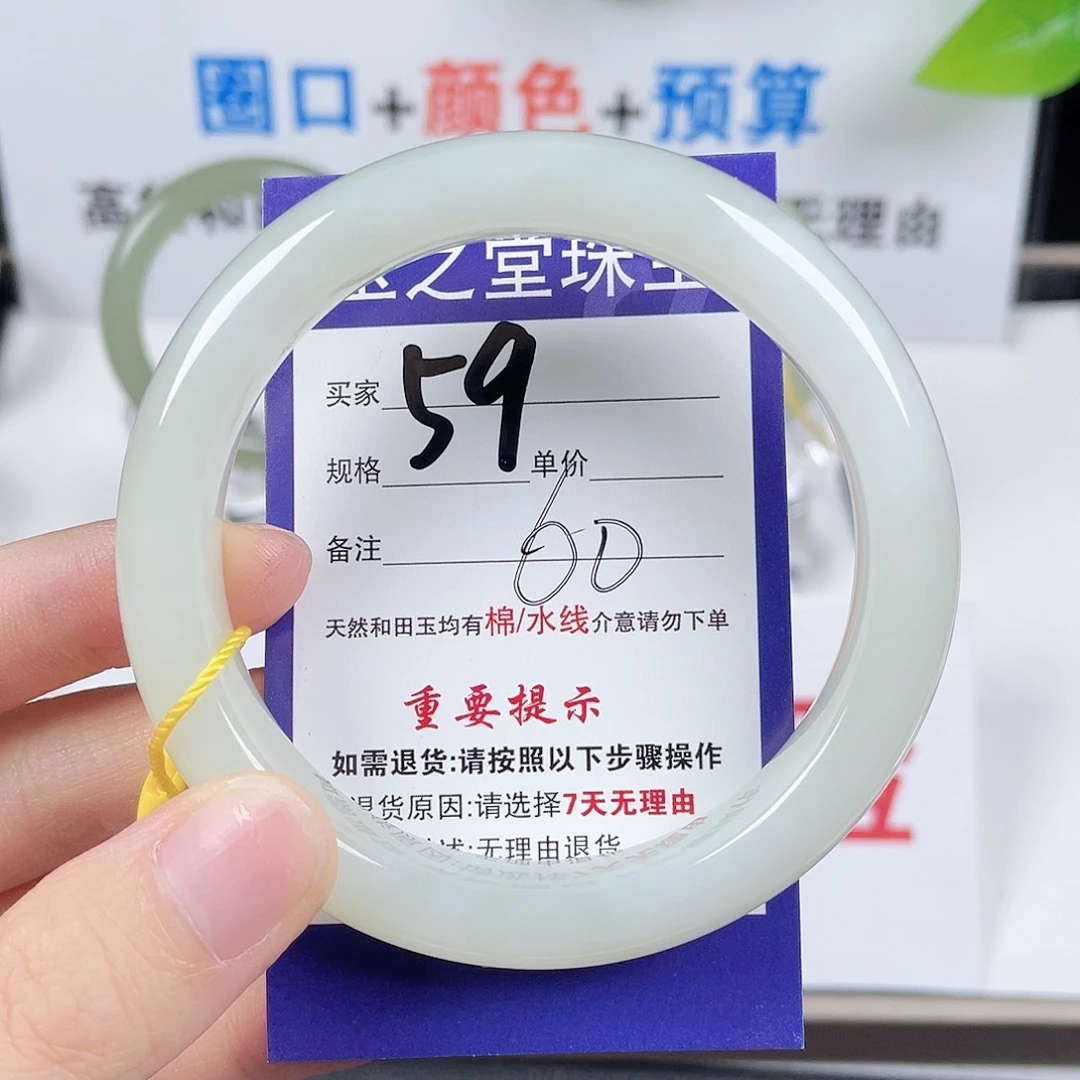 圈口+颜色+预算
无理由
之堂珠
买家 59
规格 单价
备注 60
天然和田玉均有棉/水线介意请勿下单
重要提示
如需退货:请按照以下步骤操作
退货原因:请选择7天无理由
述:无理由退货